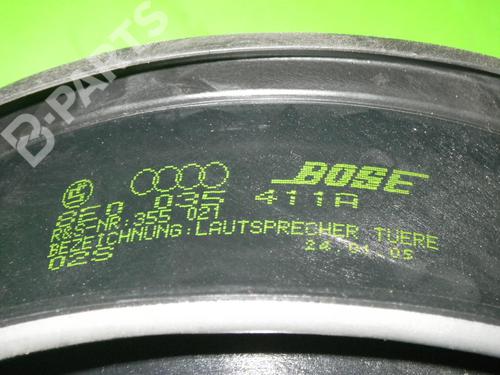 B-PARTS
BOSE
8E0 035 411A
R&S-NR.:355 021
BEZEICHNUNG:LAUTSPRECHER TUERE
02S
24.01.05